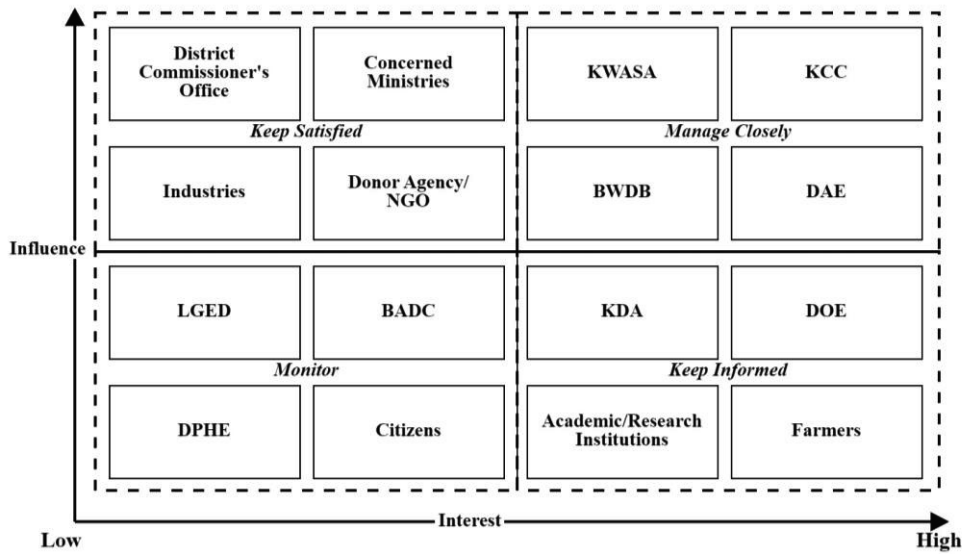 District
Commissioner's
Office
Concerned
Ministries
KWASA
KCC
Keep Satisfied
Manage Closely
Industries
Donor Agency/
NGO
BWDB
DAE
Influence
LGED
BADC
KDA
DOE
Monitor
Keep Informed
DPHE
Citizens
Academic/Research
Institutions
Farmers
Interest
Low
High